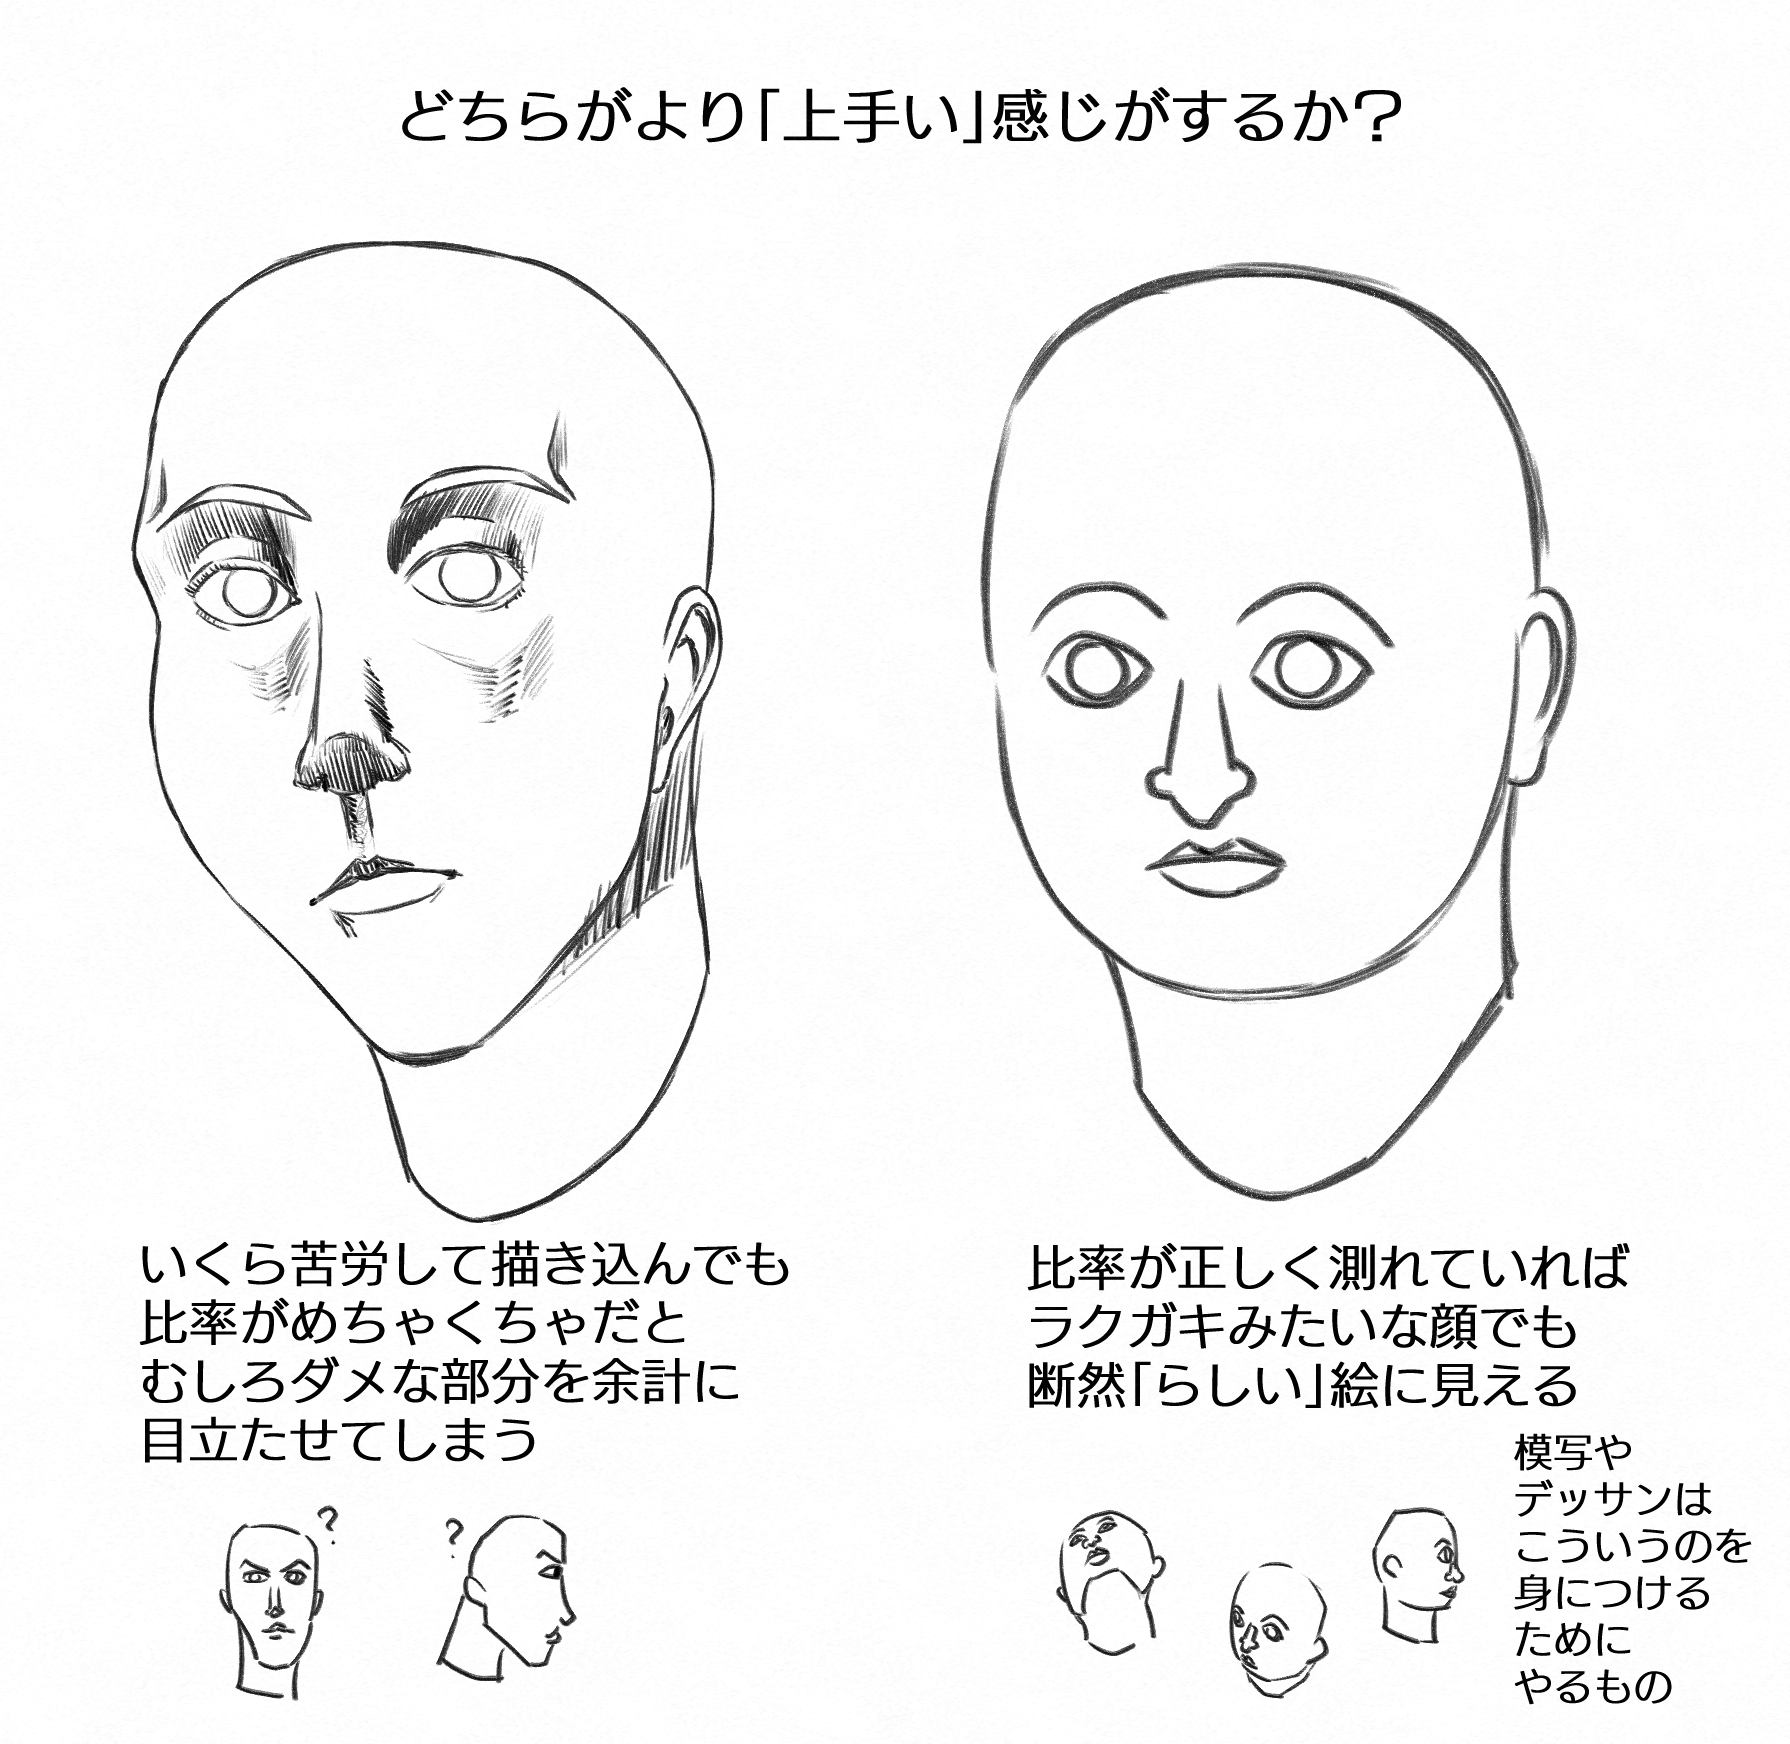 どちらがより「上手い」感じがするか?
いくら苦労して描き込んでも
比率がめちゃくちゃだと
むしろダメな部分を余計に
目立たせてしまう
比率が正しく測れていれば
ラクガキみたいな顔でも
断然「らしい」絵に見える
模写や
デッサンは
こういうのを
身につける
ために
やるもの
?
?